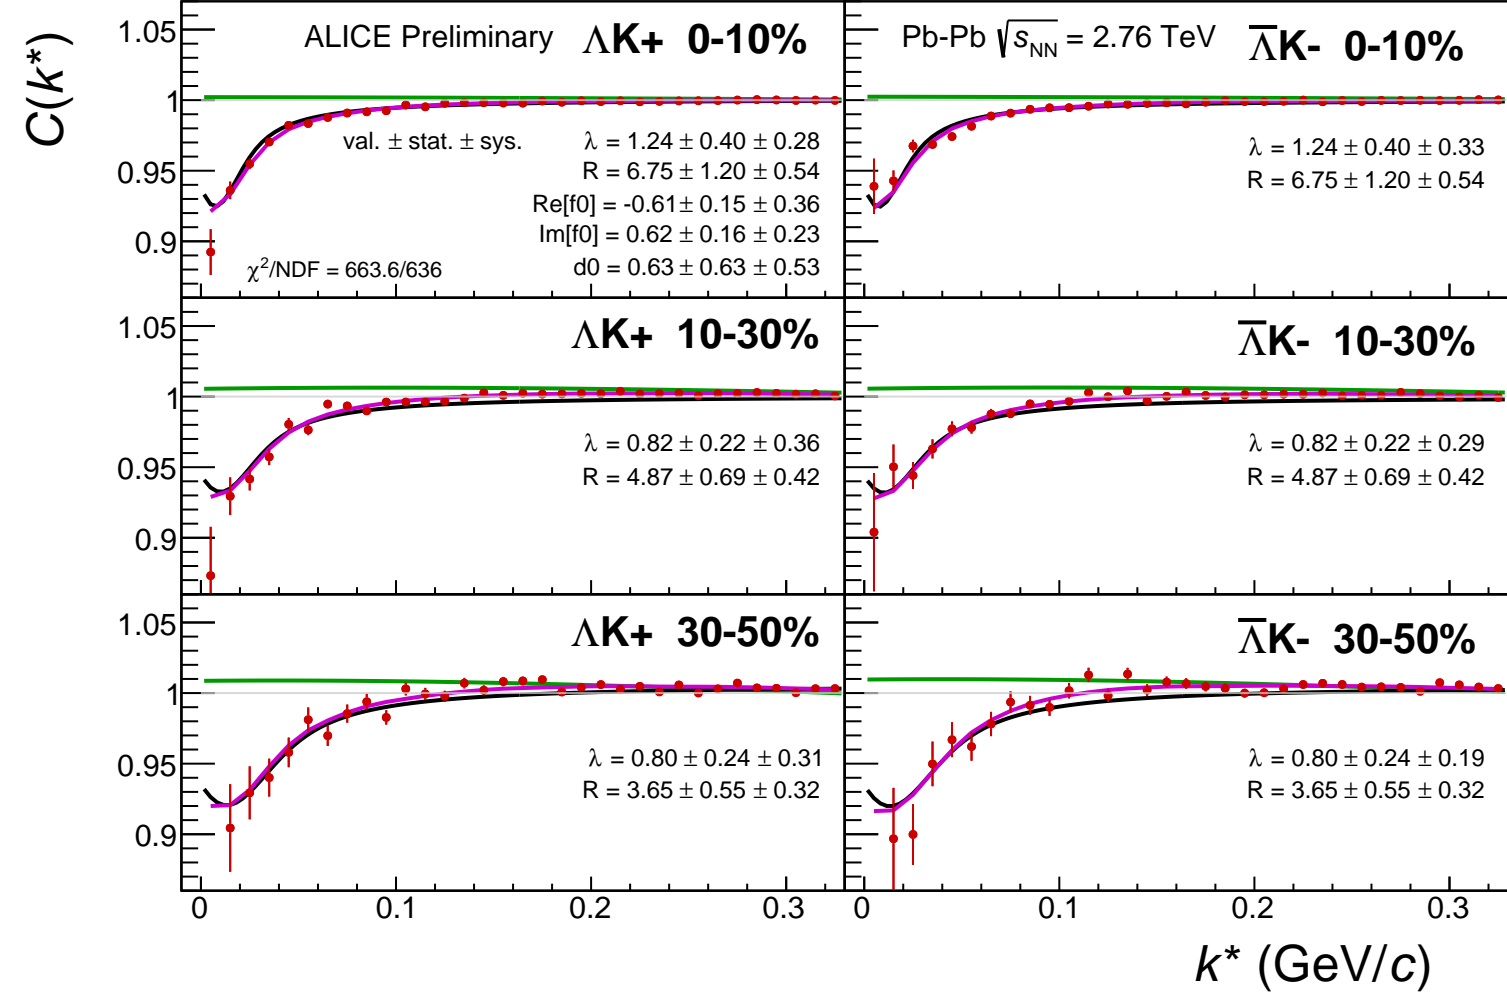 C(k*)
ALICE Preliminary ΛK+ 0-10%
val. ± stat. ± sys.
λ = 1.24 ± 0.40 ± 0.28
R = 6.75 ± 1.20 ± 0.54
Re[f0] = -0.61 ± 0.15 ± 0.36
Im[f0] = 0.62 ± 0.16 ± 0.23
d0 = 0.63 ± 0.63 ± 0.53
χ²/NDF = 663.6/636
1.05
1
0.95
0.9
Pb-Pb √s_NN = 2.76 TeV Λ̅K- 0-10%
λ = 1.24 ± 0.40 ± 0.33
R = 6.75 ± 1.20 ± 0.54
ΛK+ 10-30%
λ = 0.82 ± 0.22 ± 0.36
R = 4.87 ± 0.69 ± 0.42
1.05
1
0.95
0.9
Λ̅K- 10-30%
λ = 0.82 ± 0.22 ± 0.29
R = 4.87 ± 0.69 ± 0.42
ΛK+ 30-50%
λ = 0.80 ± 0.24 ± 0.31
R = 3.65 ± 0.55 ± 0.32
1.05
1
0.95
0.9
Λ̅K- 30-50%
λ = 0.80 ± 0.24 ± 0.19
R = 3.65 ± 0.55 ± 0.32
0 0.1 0.2 0.3
0 0.1 0.2 0.3
k* (GeV/c)